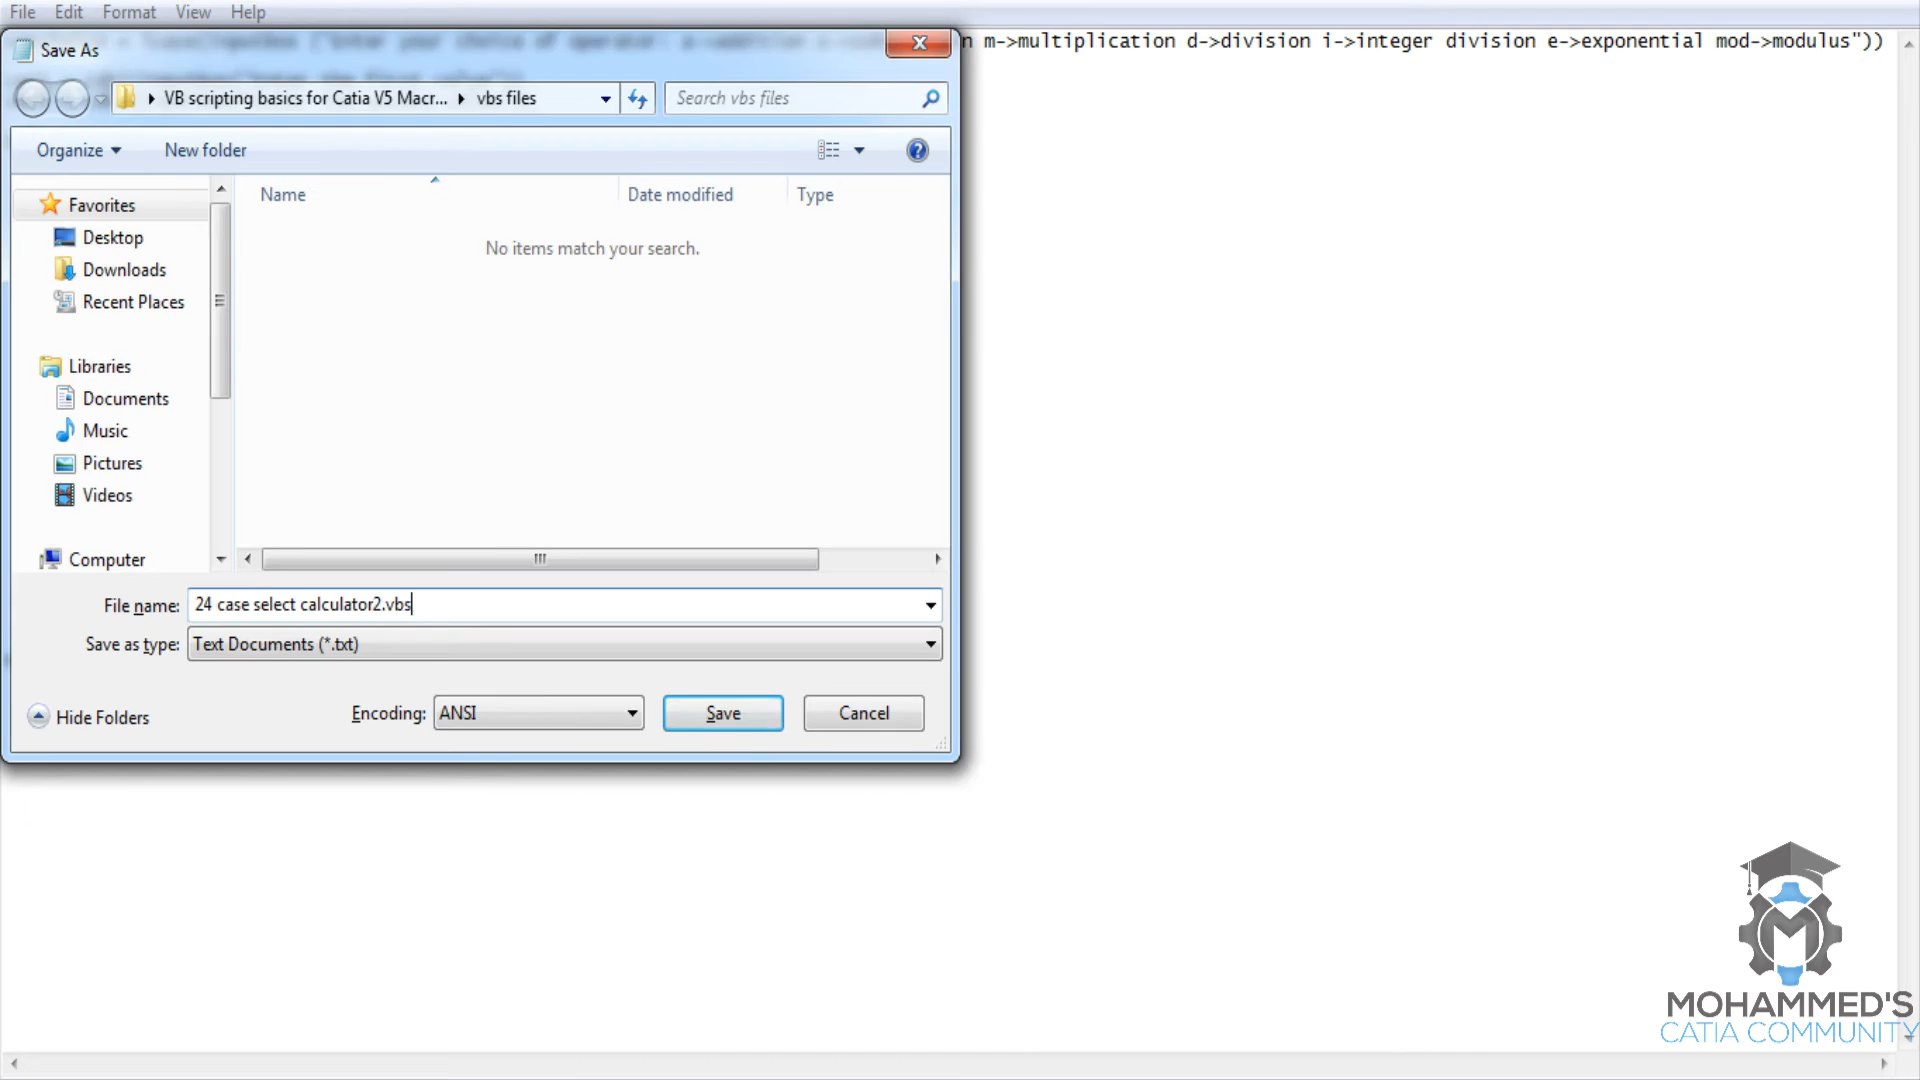 File Edit Format View Help
Save As
n m->multiplication d->division i->integer division e->exponential mod->modulus"))
VB scripting basics for Catia V5 Macr... vbs files
Search vbs files
Organize New folder
Name Date modified Type
No items match your search.
Favorites
Desktop
Downloads
Recent Places
Libraries
Documents
Music
Pictures
Videos
Computer
File name: 24 case select calculator2.vbs
Save as type: Text Documents (*.txt)
Hide Folders Encoding: ANSI Save Cancel
MOHAMMED'S
CATIA COMMUNITY